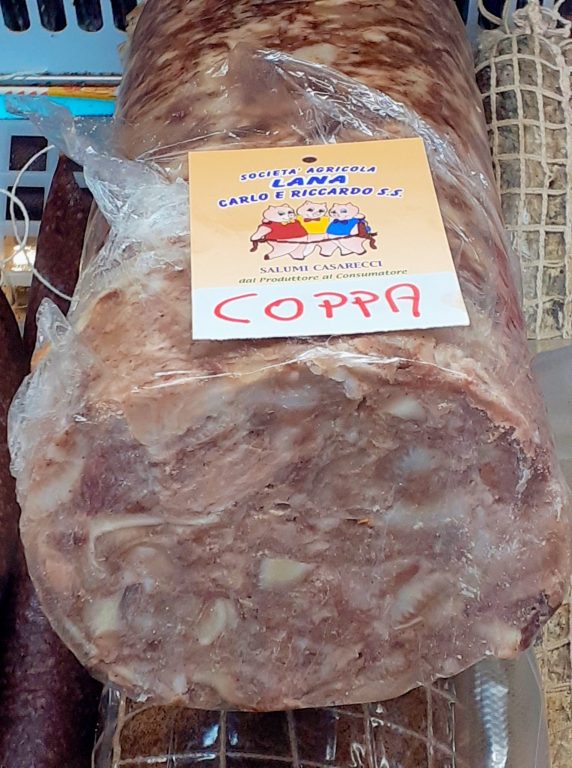 SOCIETA' AGRICOLA
LANA
CARLO E RICCARDO S.S.
SALUMI CASARECCI
dal Produttore al Consumatore
COPPA